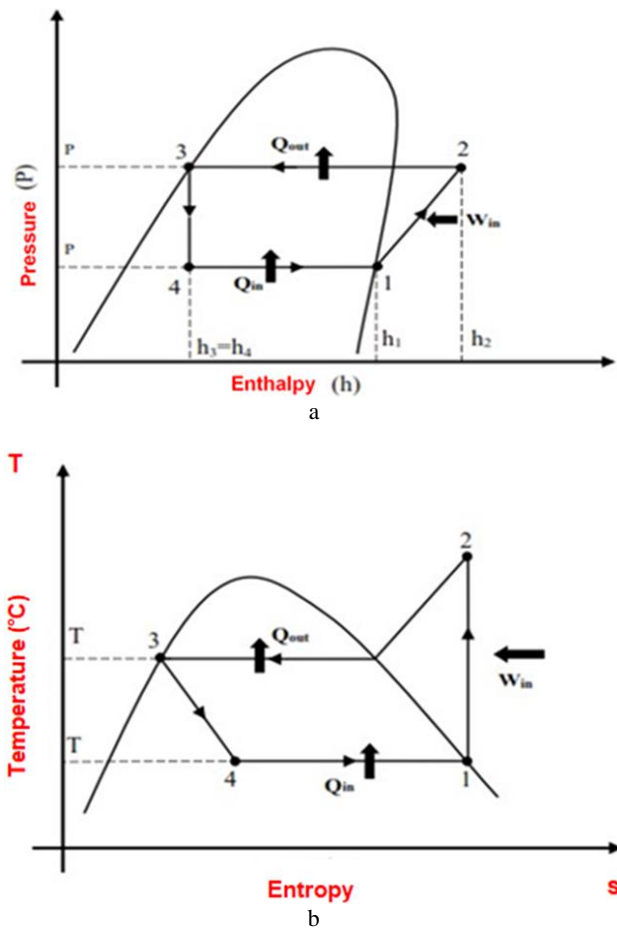 3
Qout
2
P
Pressure (P)
Win
P
4
Qin
1
h3=h4
h1
h2
Enthalpy (h)
a
T
2
T
3
Qout
Win
Temperature (°C)
T
4
Qin
1
Entropy
s
b